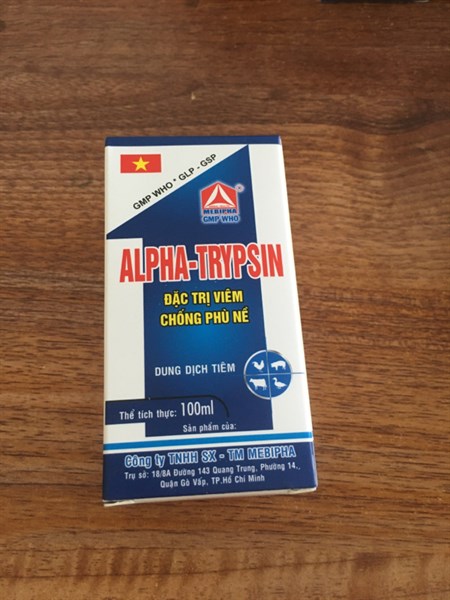 GMP WHO * GLP - GSP
MEBIPHA ®
GMP WHO
ALPHA-TRYPSIN
ĐẶC TRỊ VIÊM
CHỐNG PHÙ NỀ
DUNG DỊCH TIÊM
Thể tích thực: 100ml
Sản phẩm của:
Công ty TNHH SX - TM MEBIPHA
Trụ sở: 18/8A Đường 143 Quang Trung, Phường 14,
Quận Gò Vấp, TP.Hồ Chí Minh